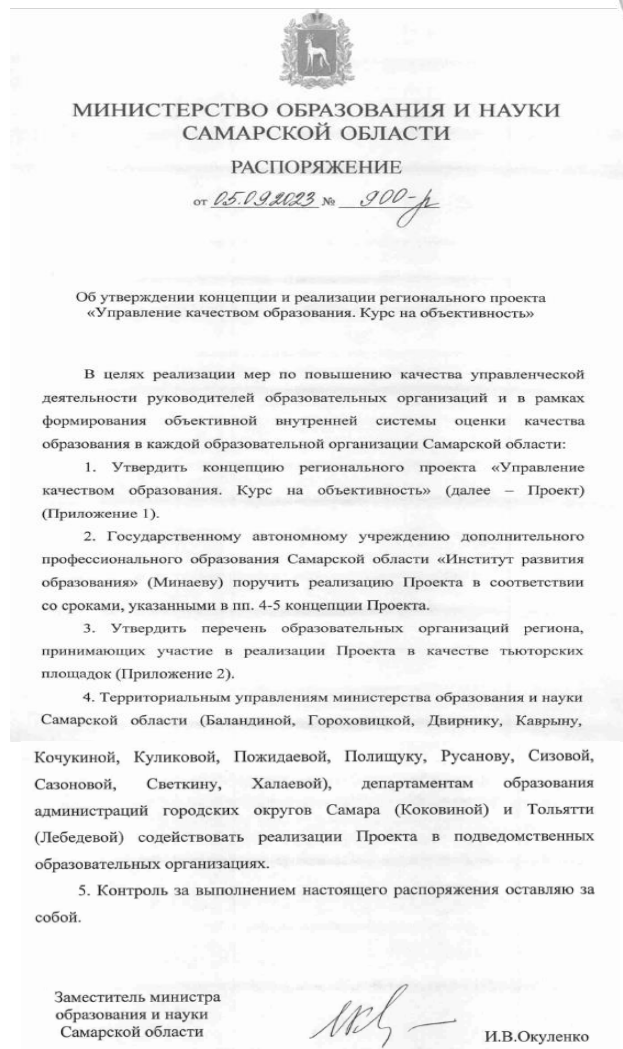 МИНИСТЕРСТВО ОБРАЗОВАНИЯ И НАУКИ
САМАРСКОЙ ОБЛАСТИ
РАСПОРЯЖЕНИЕ
от 05.09.2023 № 900-р
Об утверждении концепции и реализации регионального проекта
«Управление качеством образования. Курс на объективность»
В целях реализации мер по повышению качества управленческой
деятельности руководителей образовательных организаций и в рамках
формирования объективной внутренней системы оценки качества
образования в каждой образовательной организации Самарской области:
1. Утвердить концепцию регионального проекта «Управление
качеством образования. Курс на объективность» (далее – Проект)
(Приложение 1).
2. Государственному автономному учреждению дополнительного
профессионального образования Самарской области «Институт развития
образования» (Минаеву) поручить реализацию Проекта в соответствии
со сроками, указанными в пп. 4-5 концепции Проекта.
3. Утвердить перечень образовательных организаций региона,
принимающих участие в реализации Проекта в качестве тьюторских
площадок (Приложение 2).
4. Территориальным управлениям министерства образования и науки
Самарской области (Баландиной, Гороховицкой, Двирнику, Каврыну,
Кочукиной, Куликовой, Пожидаевой, Полищуку, Русанову, Сизовой,
Сазоновой, Светкину, Халаевой), департаментам образования
администраций городских округов Самара (Коковиной) и Тольятти
(Лебедевой) содействовать реализации Проекта в подведомственных
образовательных организациях.
5. Контроль за выполнением настоящего распоряжения оставляю за
собой.
Заместитель министра
образования и науки
Самарской области
И.В.Окуленко